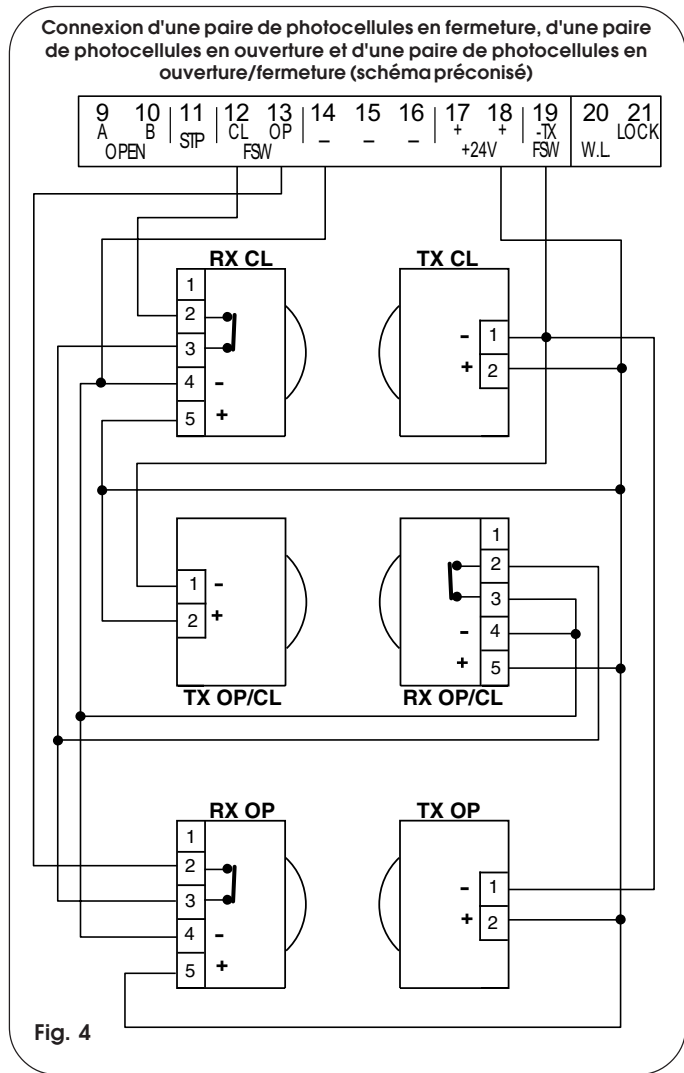 Connexion d'une paire de photocellules en fermeture, d'une paire
de photocellules en ouverture et d'une paire de photocellules en
ouverture/fermeture (schéma préconisé)
9 10 11 12 13 14 15 16 17 18 19 20 21
A B STP CL OP – – – + + -TX LOCK
OPEN FSW +24V FSW W.L.
RX CL TX CL
1
2
3
4 -
5 +
- 1
+ 2
1 -
2 +
1
2
3
- 4
+ 5
TX OP/CL RX OP/CL
RX OP TX OP
1
2
3
4 -
5 +
- 1
+ 2
Fig. 4